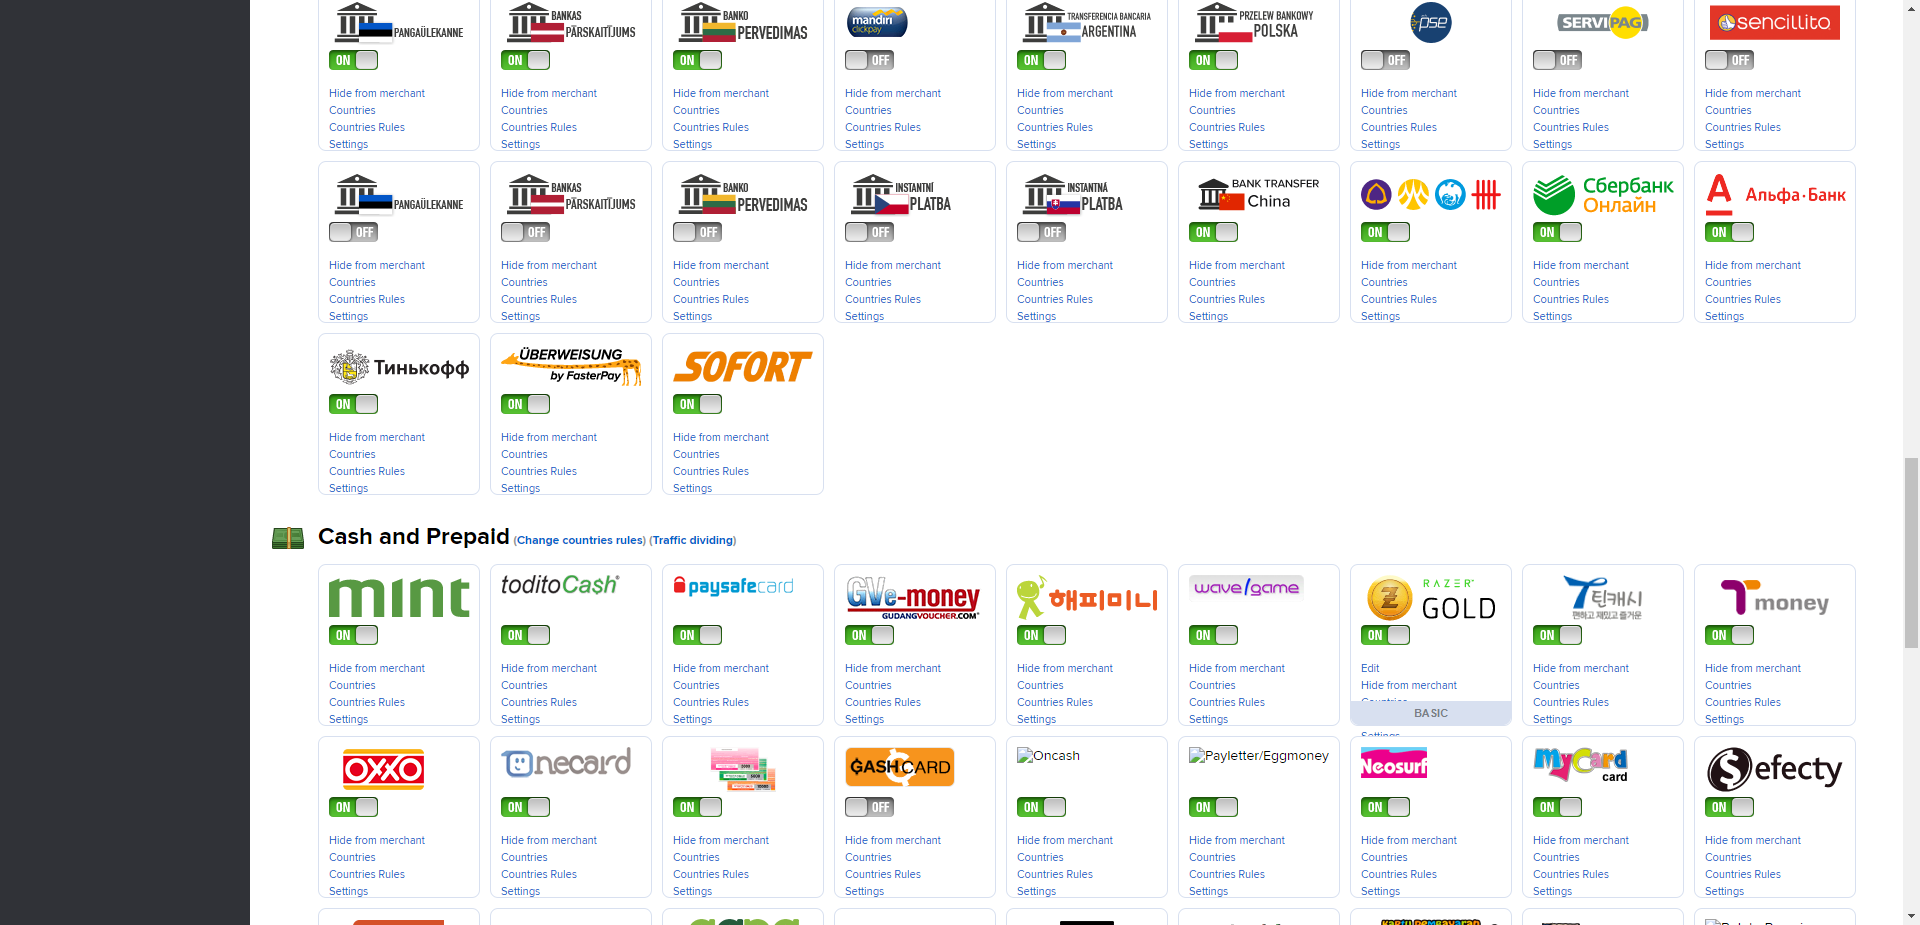 PANGAÜLEKANNE
BANKAS
PĀRSKAITĪJUMS
BANKO
PERVEDIMAS
mandiri
clickpay
TRANSFERENCIA BANCARIA
ARGENTINA
PRZELEW BANKOWY
POLSKA
pse
SERVIPAG
sencillito
ON
ON
ON
OFF
ON
ON
OFF
OFF
OFF
Hide from merchant
Hide from merchant
Hide from merchant
Hide from merchant
Hide from merchant
Hide from merchant
Hide from merchant
Hide from merchant
Hide from merchant
Countries
Countries
Countries
Countries
Countries
Countries
Countries
Countries
Countries
Countries Rules
Countries Rules
Countries Rules
Countries Rules
Countries Rules
Countries Rules
Countries Rules
Countries Rules
Countries Rules
Settings
Settings
Settings
Settings
Settings
Settings
Settings
Settings
Settings
PANGAÜLEKANNE
BANKAS
PĀRSKAITĪJUMS
BANKO
PERVEDIMAS
INSTANTNÍ
PLATBA
INSTANTNÁ
PLATBA
BANK TRANSFER
China
Сбербанк
Онлайн
Альфа·Банк
OFF
OFF
OFF
OFF
OFF
ON
ON
ON
ON
Hide from merchant
Hide from merchant
Hide from merchant
Hide from merchant
Hide from merchant
Hide from merchant
Hide from merchant
Hide from merchant
Hide from merchant
Countries
Countries
Countries
Countries
Countries
Countries
Countries
Countries
Countries
Countries Rules
Countries Rules
Countries Rules
Countries Rules
Countries Rules
Countries Rules
Countries Rules
Countries Rules
Countries Rules
Settings
Settings
Settings
Settings
Settings
Settings
Settings
Settings
Settings
Тинькофф
ÜBERWEISUNG
by FasterPay
SOFORT
ON
ON
ON
Hide from merchant
Hide from merchant
Hide from merchant
Countries
Countries
Countries
Countries Rules
Countries Rules
Countries Rules
Settings
Settings
Settings
Cash and Prepaid (Change countries rules) (Traffic dividing)
mint
toditoCa$h
paysafecard
GVe-money
GUDANGVOUCHER.COM
해피머니
wave/game
RAZER
GOLD
틴캐시
편하고 재밌고 즐거운
T money
ON
ON
ON
ON
ON
ON
ON
ON
ON
Hide from merchant
Hide from merchant
Hide from merchant
Hide from merchant
Hide from merchant
Hide from merchant
Edit
Hide from merchant
Hide from merchant
Countries
Countries
Countries
Countries
Countries
Countries
Hide from merchant
Countries
Countries
Countries Rules
Countries Rules
Countries Rules
Countries Rules
Countries Rules
Countries Rules
Countries Rules
Countries Rules
BASIC
Settings
Settings
Settings
Settings
Settings
Settings
Settings
Settings
Settings
OXXO
Onecard
GASH CARD
Oncash
Payletter/Eggmoney
Neosurf
MyCard
card
efecty
ON
ON
ON
OFF
ON
ON
ON
ON
ON
Hide from merchant
Hide from merchant
Hide from merchant
Hide from merchant
Hide from merchant
Hide from merchant
Hide from merchant
Hide from merchant
Hide from merchant
Countries
Countries
Countries
Countries
Countries
Countries
Countries
Countries
Countries
Countries Rules
Countries Rules
Countries Rules
Countries Rules
Countries Rules
Countries Rules
Countries Rules
Countries Rules
Countries Rules
Settings
Settings
Settings
Settings
Settings
Settings
Settings
Settings
Settings